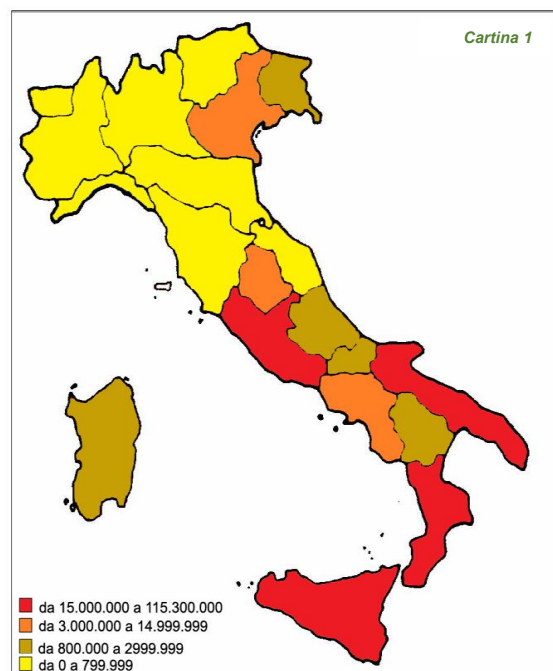 Cartina 1
da 15.000.000 a 115.300.000
da 3.000.000 a 14.999.999
da 800.000 a 2999.999
da 0 a 799.999